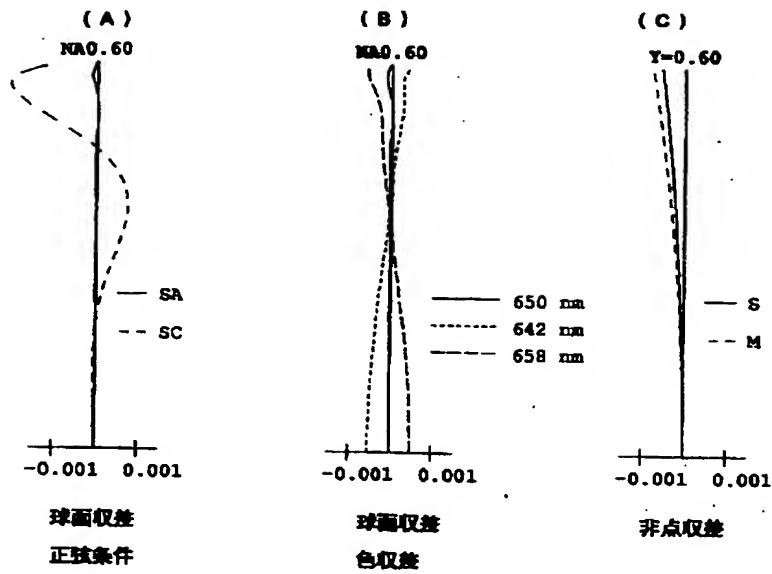 (A)
NA0.60
SA
SC
-0.001 0.001
球面収差
正弦条件
(B)
NA0.60
650 nm
642 nm
658 nm
-0.001 0.001
球面収差
色収差
(C)
Y=0.60
S
M
-0.001 0.001
非点収差